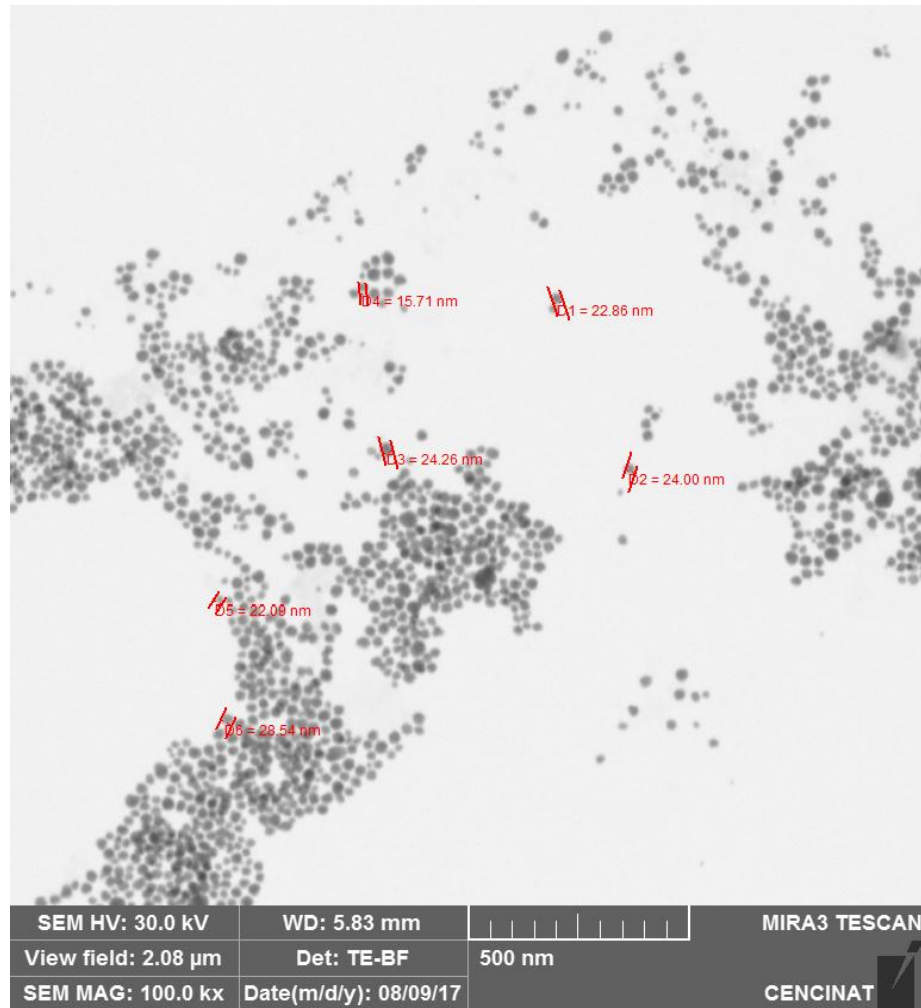 D4 = 15.71 nm
D1 = 22.86 nm
D3 = 24.26 nm
D2 = 24.00 nm
D5 = 22.09 nm
D6 = 28.54 nm
SEM HV: 30.0 kV
WD: 5.83 mm
MIRA3 TESCAN
View field: 2.08 µm
Det: TE-BF
500 nm
SEM MAG: 100.0 kx
Date(m/d/y): 08/09/17
CENCINAT